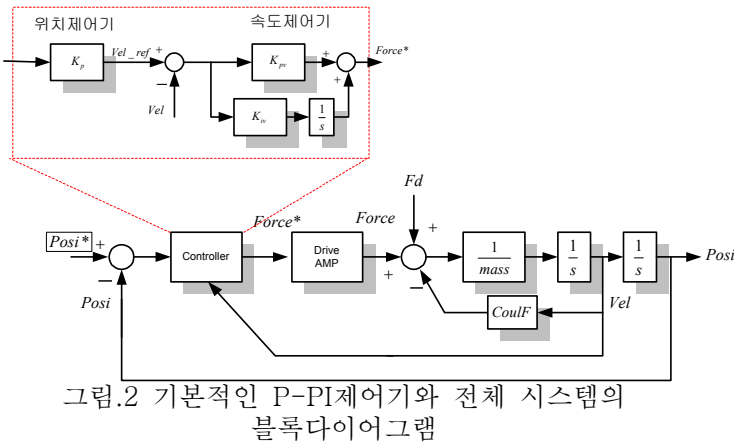 위치제어기
속도제어기
K_p
Vel_ref
+
−
Vel
K_pv
K_iv
1/s
+
+
Force*
Fd
Posi*
+
−
Posi
Controller
Force*
Drive AMP
Force
+
+
−
1/mass
1/s
1/s
Posi
CoulF
Vel
그림.2 기본적인 P-PI제어기와 전체 시스템의
블록다이어그램